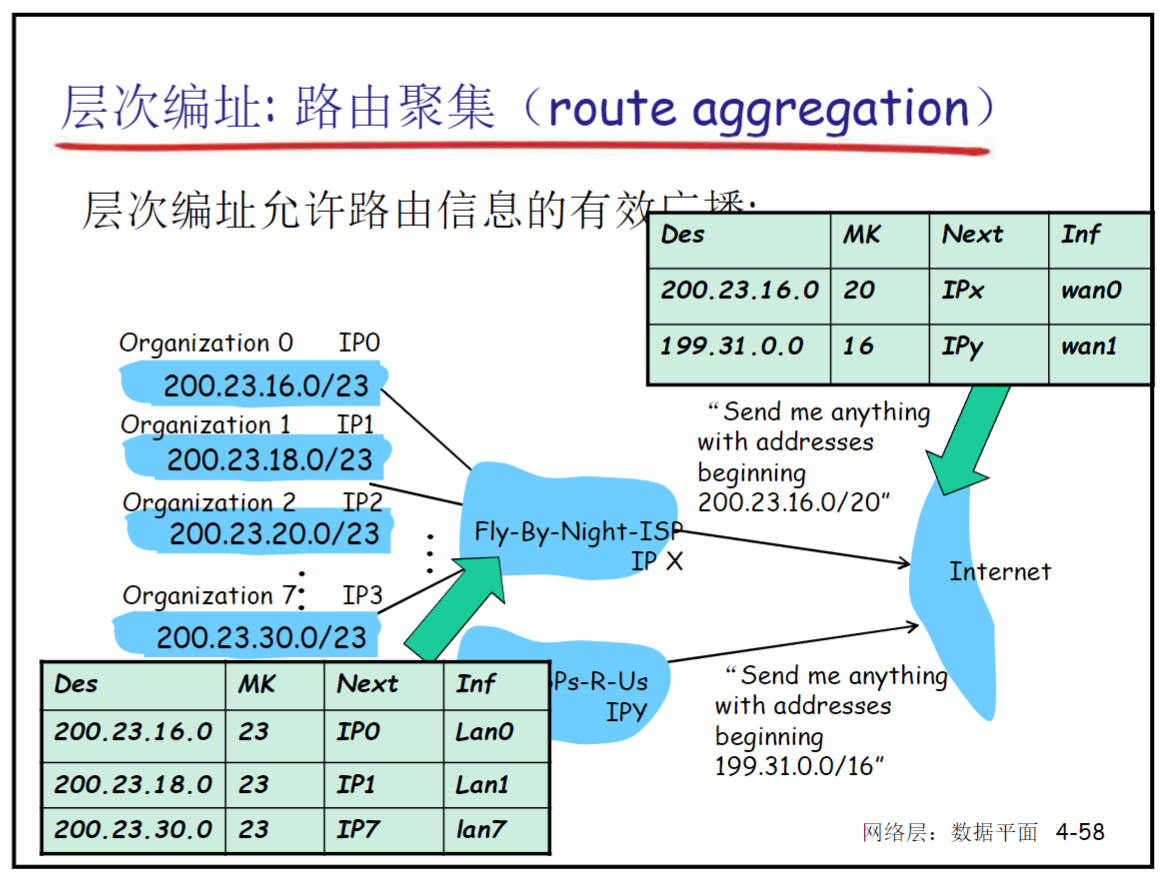 层次编址: 路由聚集（route aggregation）
层次编址允许路由信息的有效广播:
Des MK Next Inf
200.23.16.0 20 IPx wan0
199.31.0.0 16 IPy wan1
Organization 0 IP0
200.23.16.0/23
Organization 1 IP1
200.23.18.0/23
Organization 2 IP2
200.23.20.0/23
Organization 7 IP3
200.23.30.0/23
Fly-By-Night-ISP
IP X
“Send me anything
with addresses
beginning
200.23.16.0/20”
Internet
Ps-R-Us
IPY
“Send me anything
with addresses
beginning
199.31.0.0/16”
Des MK Next Inf
200.23.16.0 23 IP0 Lan0
200.23.18.0 23 IP1 Lan1
200.23.30.0 23 IP7 lan7
网络层：数据平面 4-58